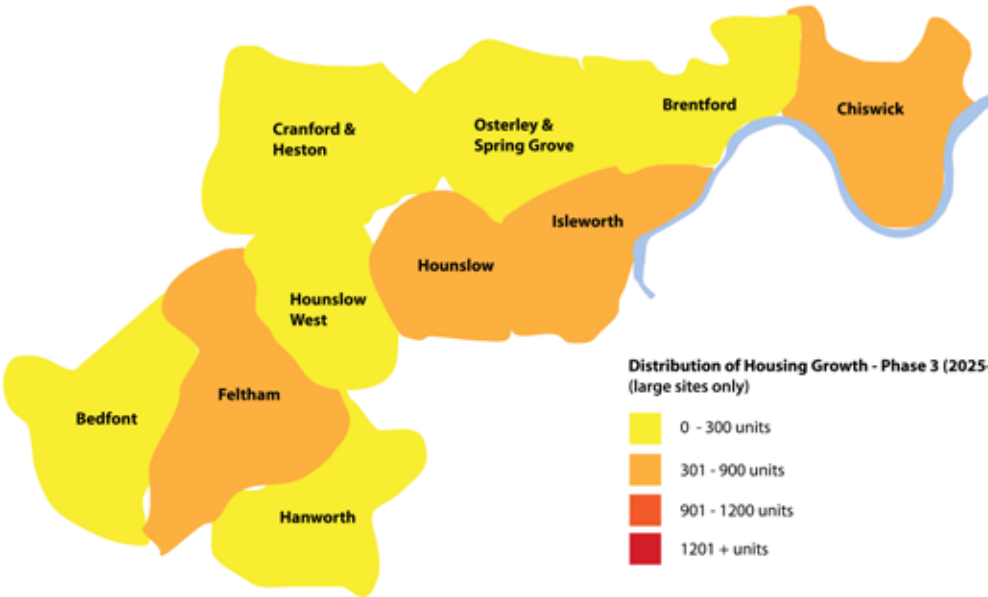 Brentford
Chiswick
Cranford &
Heston
Osterley &
Spring Grove
Isleworth
Hounslow
Hounslow
West
Feltham
Bedfont
Hanworth
Distribution of Housing Growth - Phase 3 (2025-
(large sites only)
0 - 300 units
301 - 900 units
901 - 1200 units
1201 + units